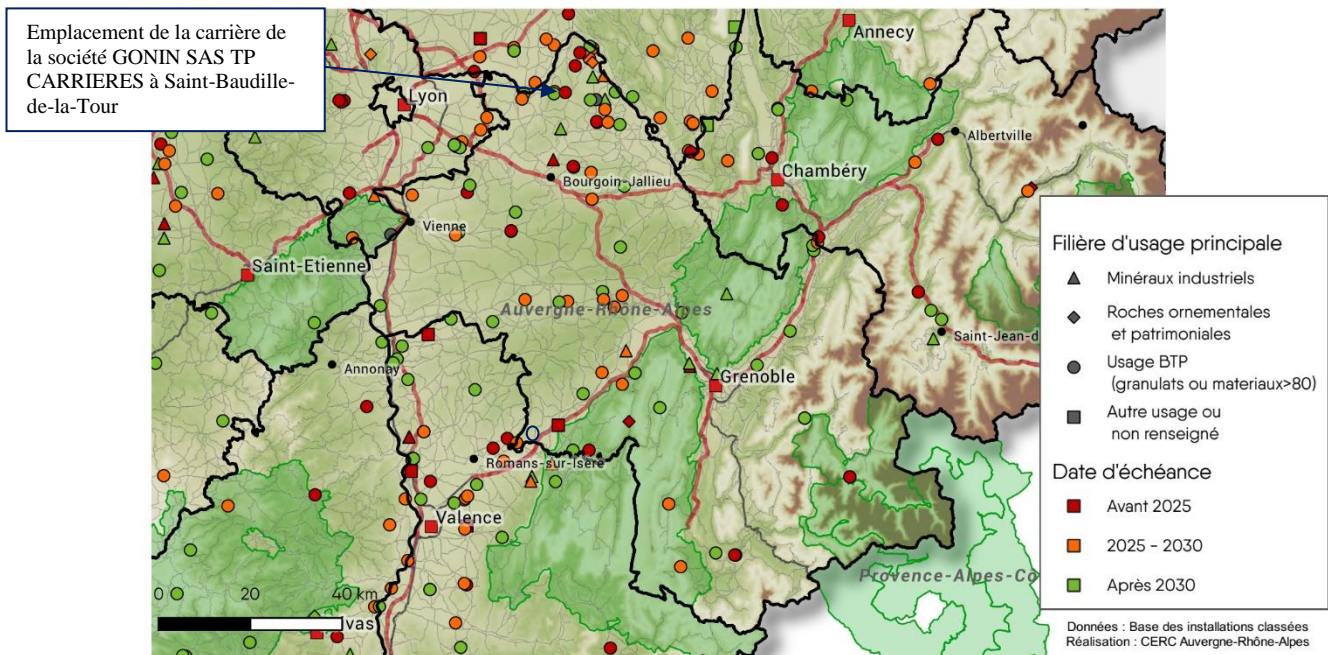 Emplacement de la carrière de
la société GONIN SAS TP
CARRIERES à Saint-Baudille-
de-la-Tour
Annecy
Lyon
Albertville
Chambéry
Bourgoin-Jallieu
Vienne
Saint-Etienne
Auvergne-Rhône-Alpes
Saint-Jean-d
Annonay
Grenoble
Romans-sur-Isère
Valence
Provence-Alpes-Co
0 20 40 km
ivas
Filière d'usage principale
Minéraux industriels
Roches ornementales
et patrimoniales
Usage BTP
(granulats ou materiaux>80)
Autre usage ou
non renseigné
Date d'échéance
Avant 2025
2025 - 2030
Après 2030
Données : Base des installations classées
Réalisation : CERC Auvergne-Rhône-Alpes